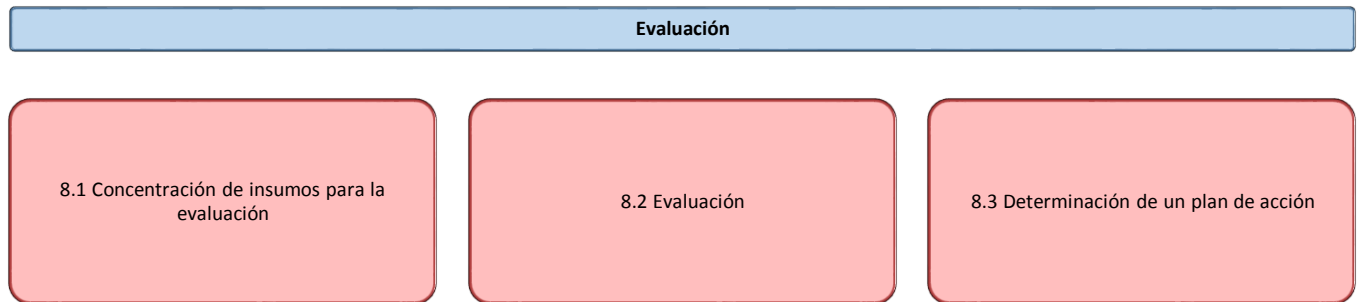 Evaluación
8.1 Concentración de insumos para la
evaluación
8.2 Evaluación
8.3 Determinación de un plan de acción